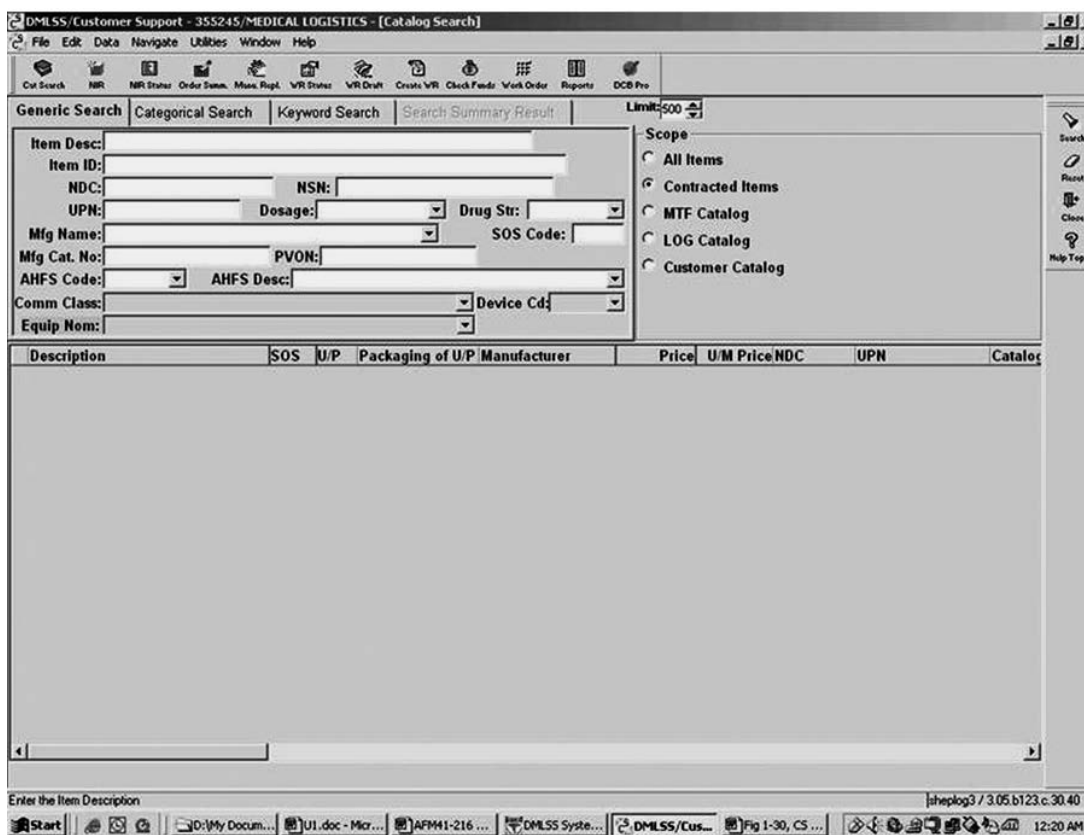 DMLSS/Customer Support - 355245/MEDICAL LOGISTICS - [Catalog Search]
File Edit Data Navigate Utilities Window Help
Cat Search NIR NIR Status Order Summ. Mass. Repl. WR Status WR Draft Create WR Check Funds Work Order Reports DCB Pro
Generic Search Categorical Search Keyword Search Search Summary Result Limit: 500
Item Desc:
Item ID:
NDC: NSN:
UPN: Dosage: Drug Str:
Mfg Name: SOS Code:
Mfg Cat. No: PVON:
AHFS Code: AHFS Desc:
Comm Class: Device Cd:
Equip Nom:
Scope
All Items
Contracted Items
MTF Catalog
LOG Catalog
Customer Catalog
Search
Reset
Close
Help Top
Description SOS U/P Packaging of U/P Manufacturer Price U/M Price NDC UPN Catalog
Enter the Item Description sheplog3 / 3.05.b123.c.30.40
Start D:\My Docum... U1.doc - Micr... AFM41-216 ... DMLSS Syste... DMLSS/Cus... Fig 1-30, CS ... 12:20 AM